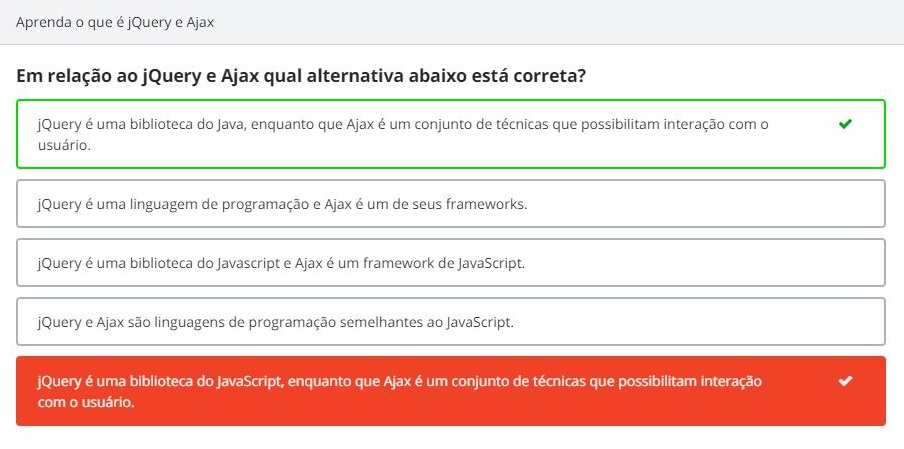 Aprenda o que é jQuery e Ajax
Em relação ao jQuery e Ajax qual alternativa abaixo está correta?
jQuery é uma biblioteca do Java, enquanto que Ajax é um conjunto de técnicas que possibilitam interação com o
usuário.
jQuery é uma linguagem de programação e Ajax é um de seus frameworks.
jQuery é uma biblioteca do Javascript e Ajax é um framework de JavaScript.
jQuery e Ajax são linguagens de programação semelhantes ao JavaScript.
jQuery é uma biblioteca do JavaScript, enquanto que Ajax é um conjunto de técnicas que possibilitam interação
com o usuário.